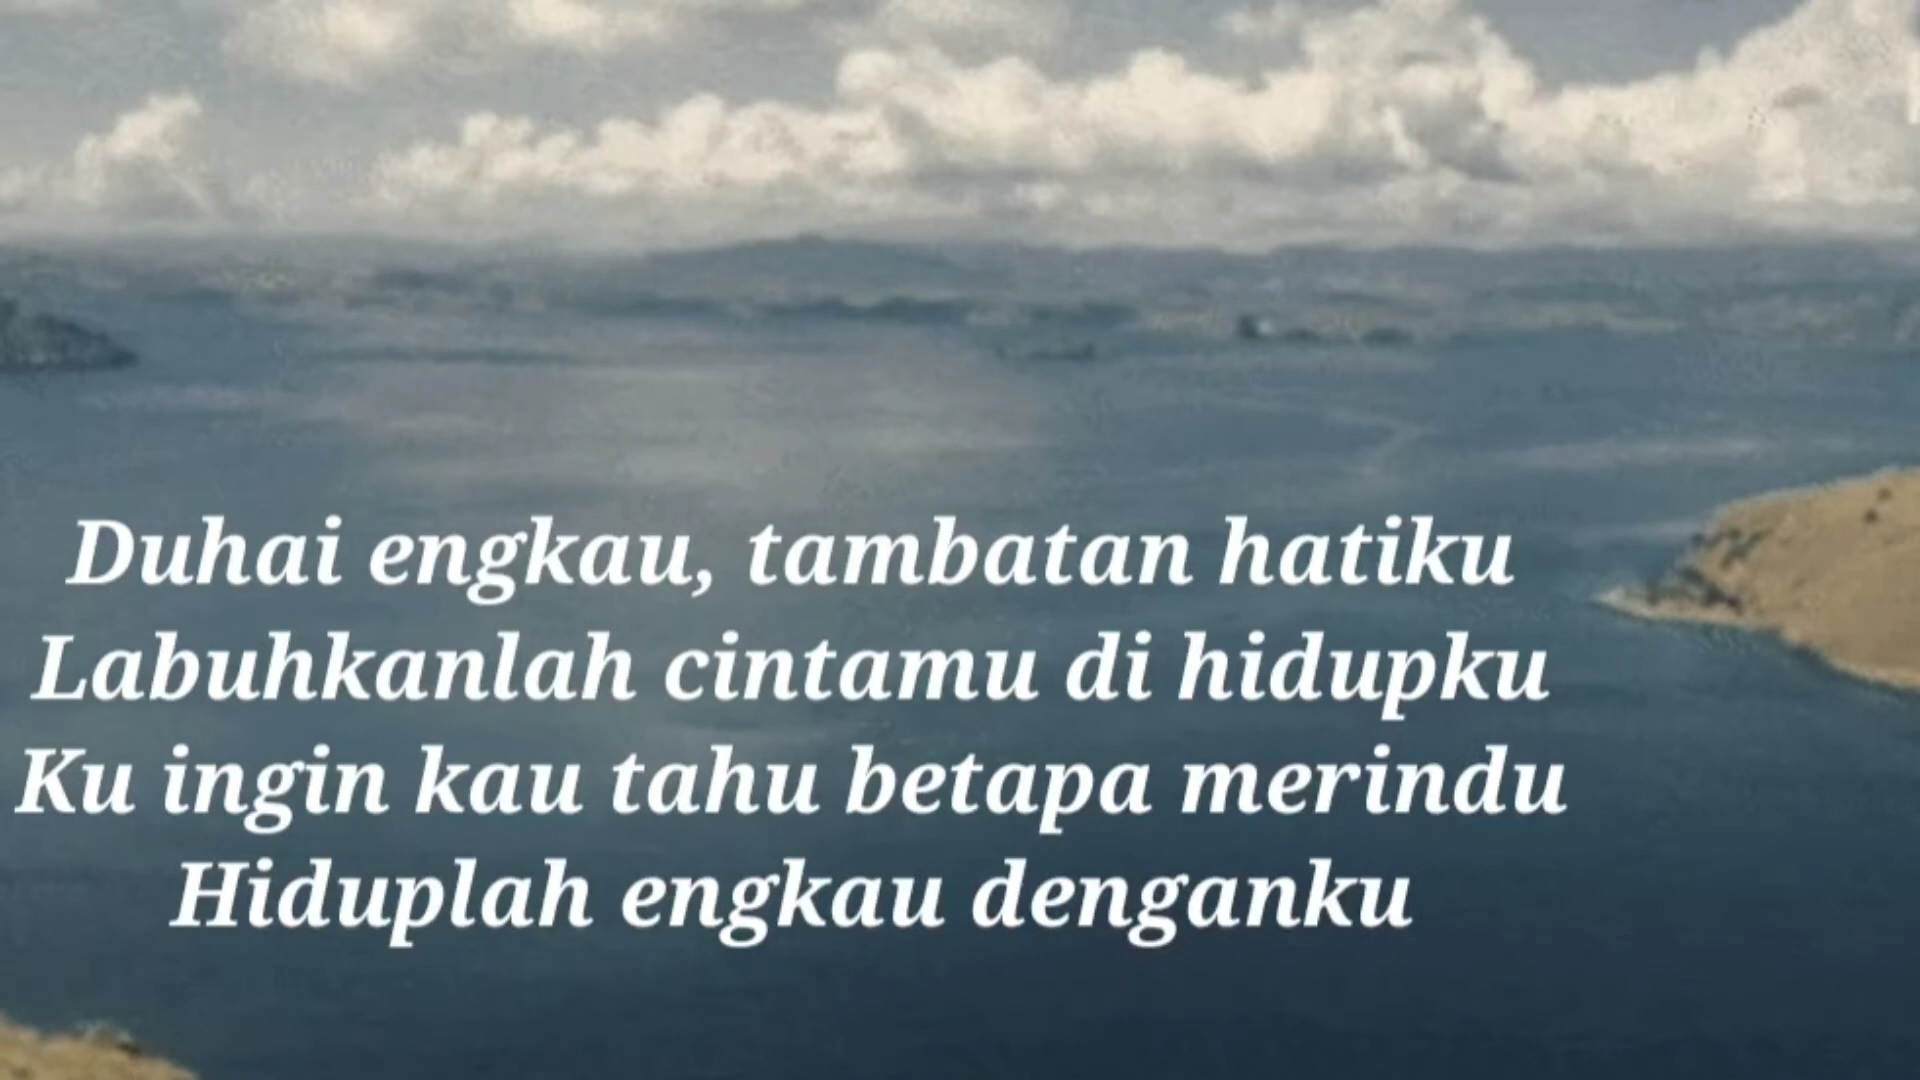 Duhai engkau, tambatan hatiku
Labuhkanlah cintamu di hidupku
Ku ingin kau tahu betapa merindu
Hiduplah engkau denganku